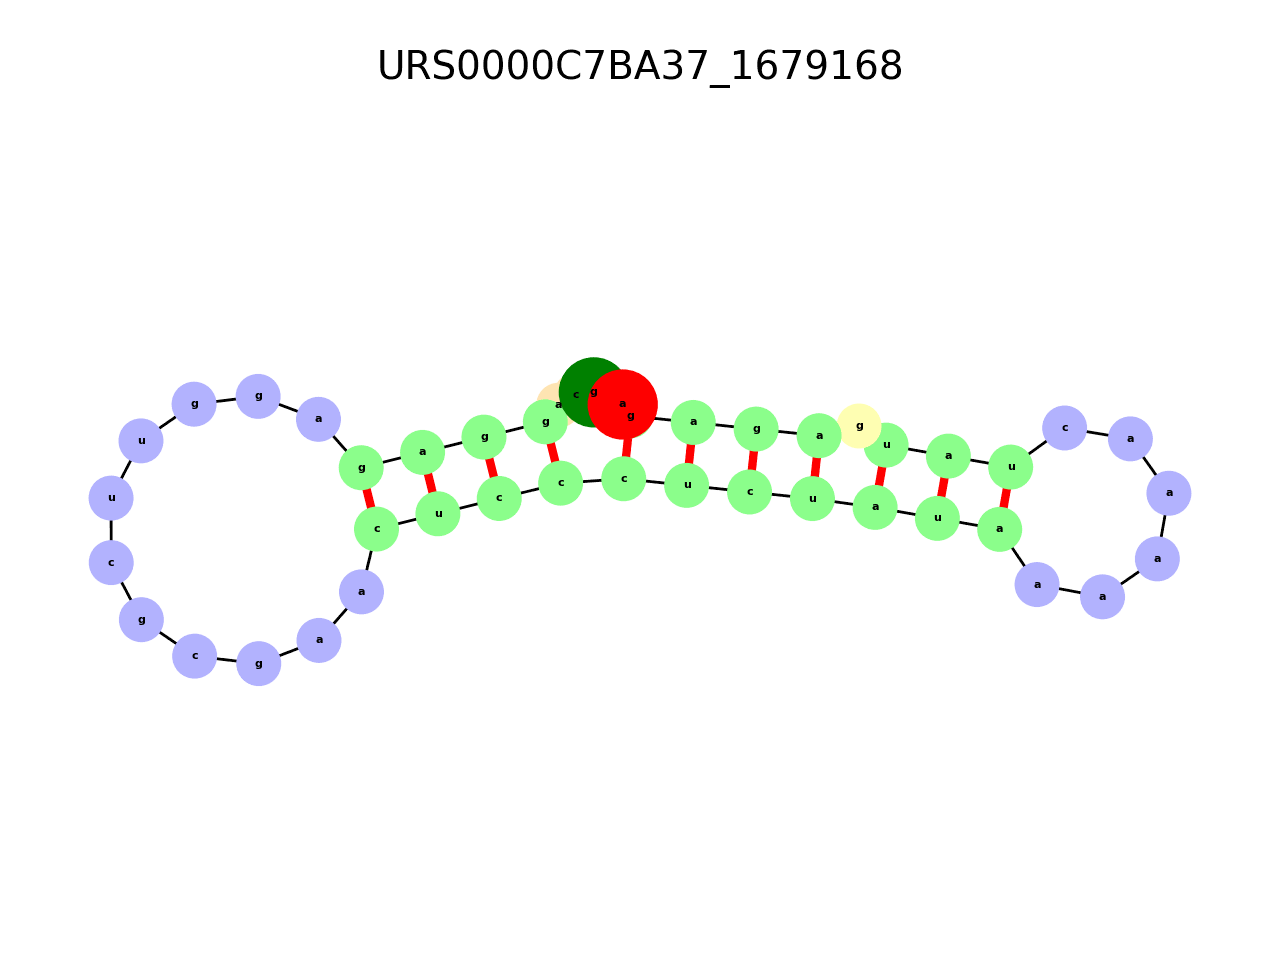 URS0000C7BA37_1679168
g g a
u
u
c
g
c
g
a
a
g a g g
a c g a
g a g a g u a u
c u c c c u c u a u a
c a a a a a